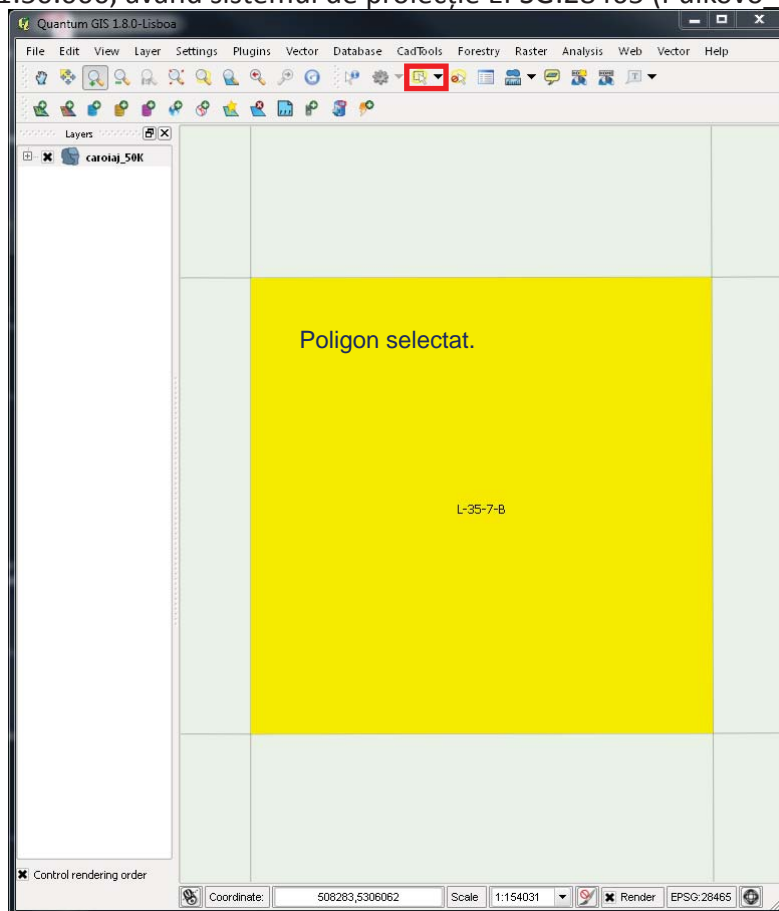 Quantum GIS 1.8.0-Lisboa
File Edit View Layer Settings Plugins Vector Database CadTools Forestry Raster Analysis Web Vector Help
Layers
caroiaj_50K
Poligon selectat.
L-35-7-B
Control rendering order
Coordinate: 508283,5306062 Scale 1:154031 Render EPSG:28465